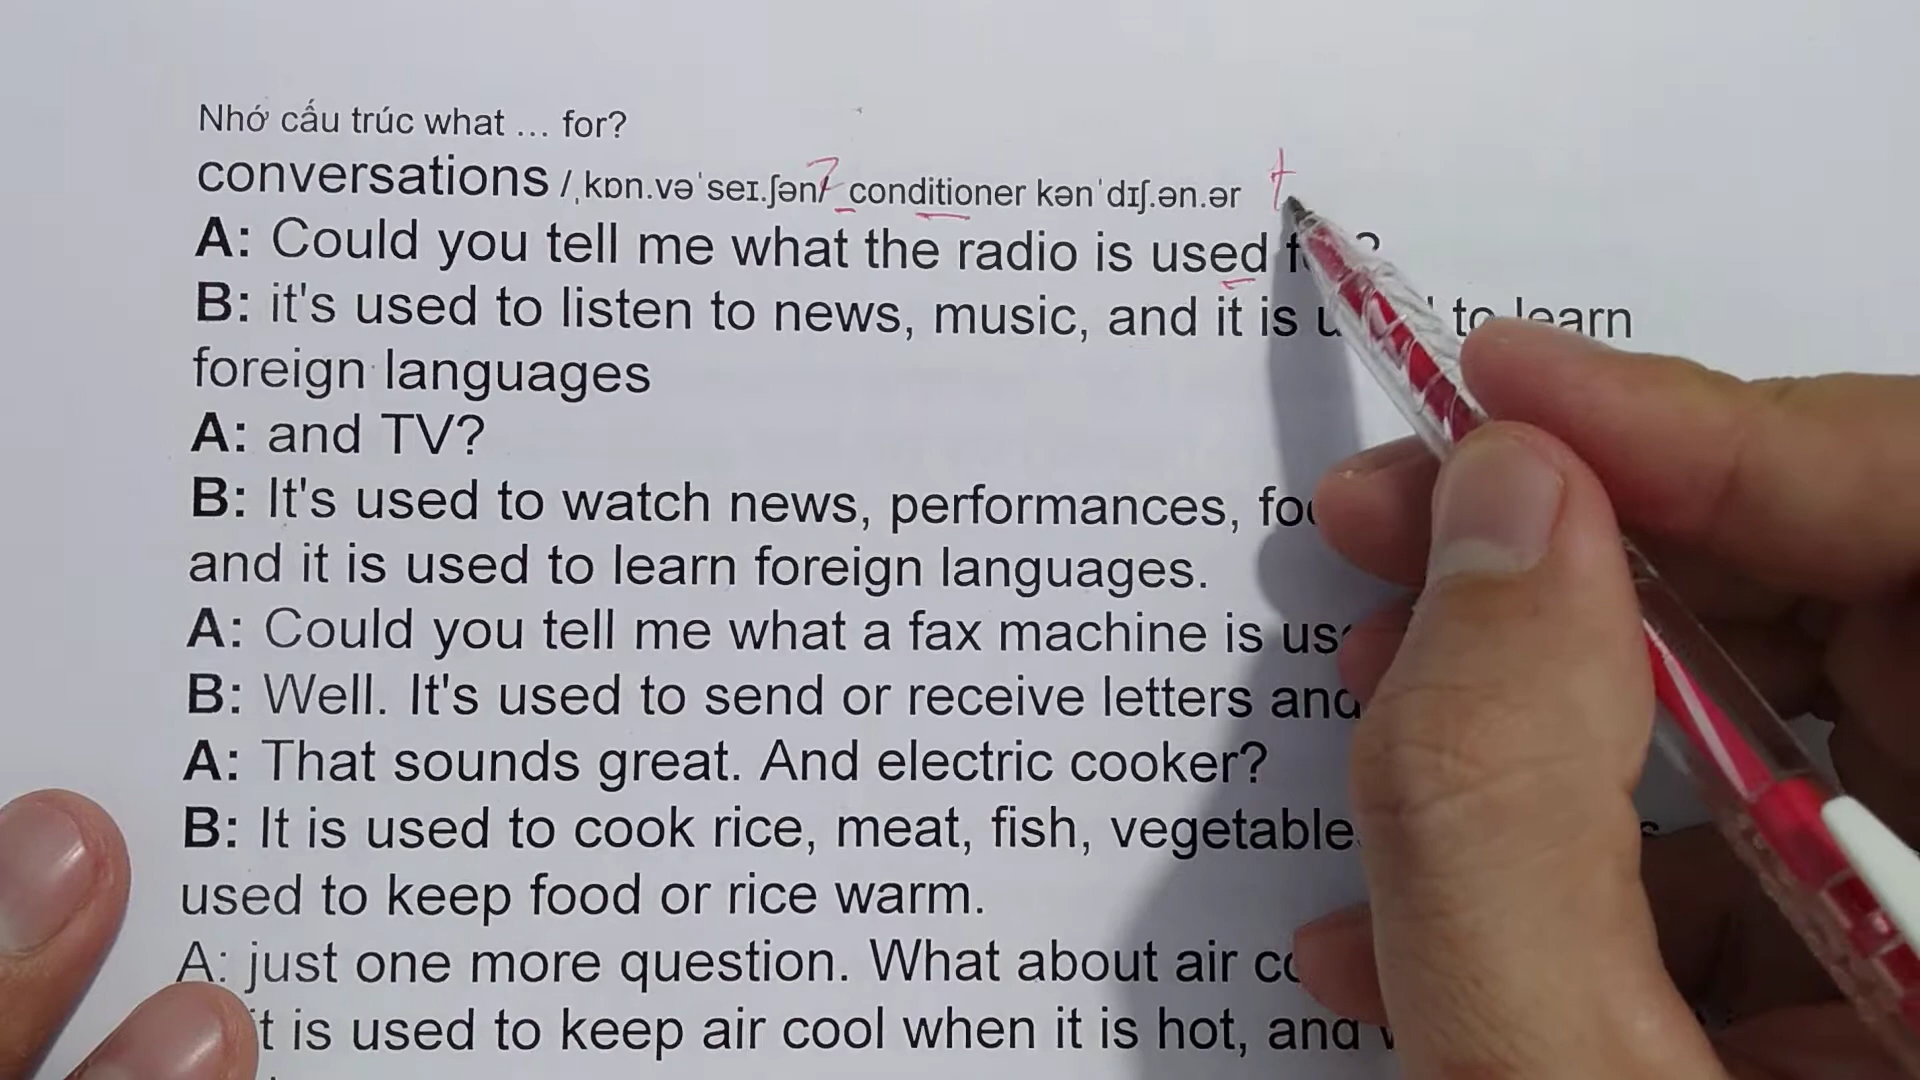 Nhớ cấu trúc what ... for?
conversations /ˌkɒn.vəˈseɪ.ʃən/ conditioner kənˈdɪʃ.ən.ər t
A: Could you tell me what the radio is used
B: it's used to listen to news, music, and it is to learn
foreign languages
A: and TV?
B: It's used to watch news, performances,
and it is used to learn foreign languages.
A: Could you tell me what a fax machine is
B: Well. It's used to send or receive letters and
A: That sounds great. And electric cooker?
B: It is used to cook rice, meat, fish,
used to keep food or rice warm.
A: just one more question. What about air
it is used to keep air cool when it is hot, and